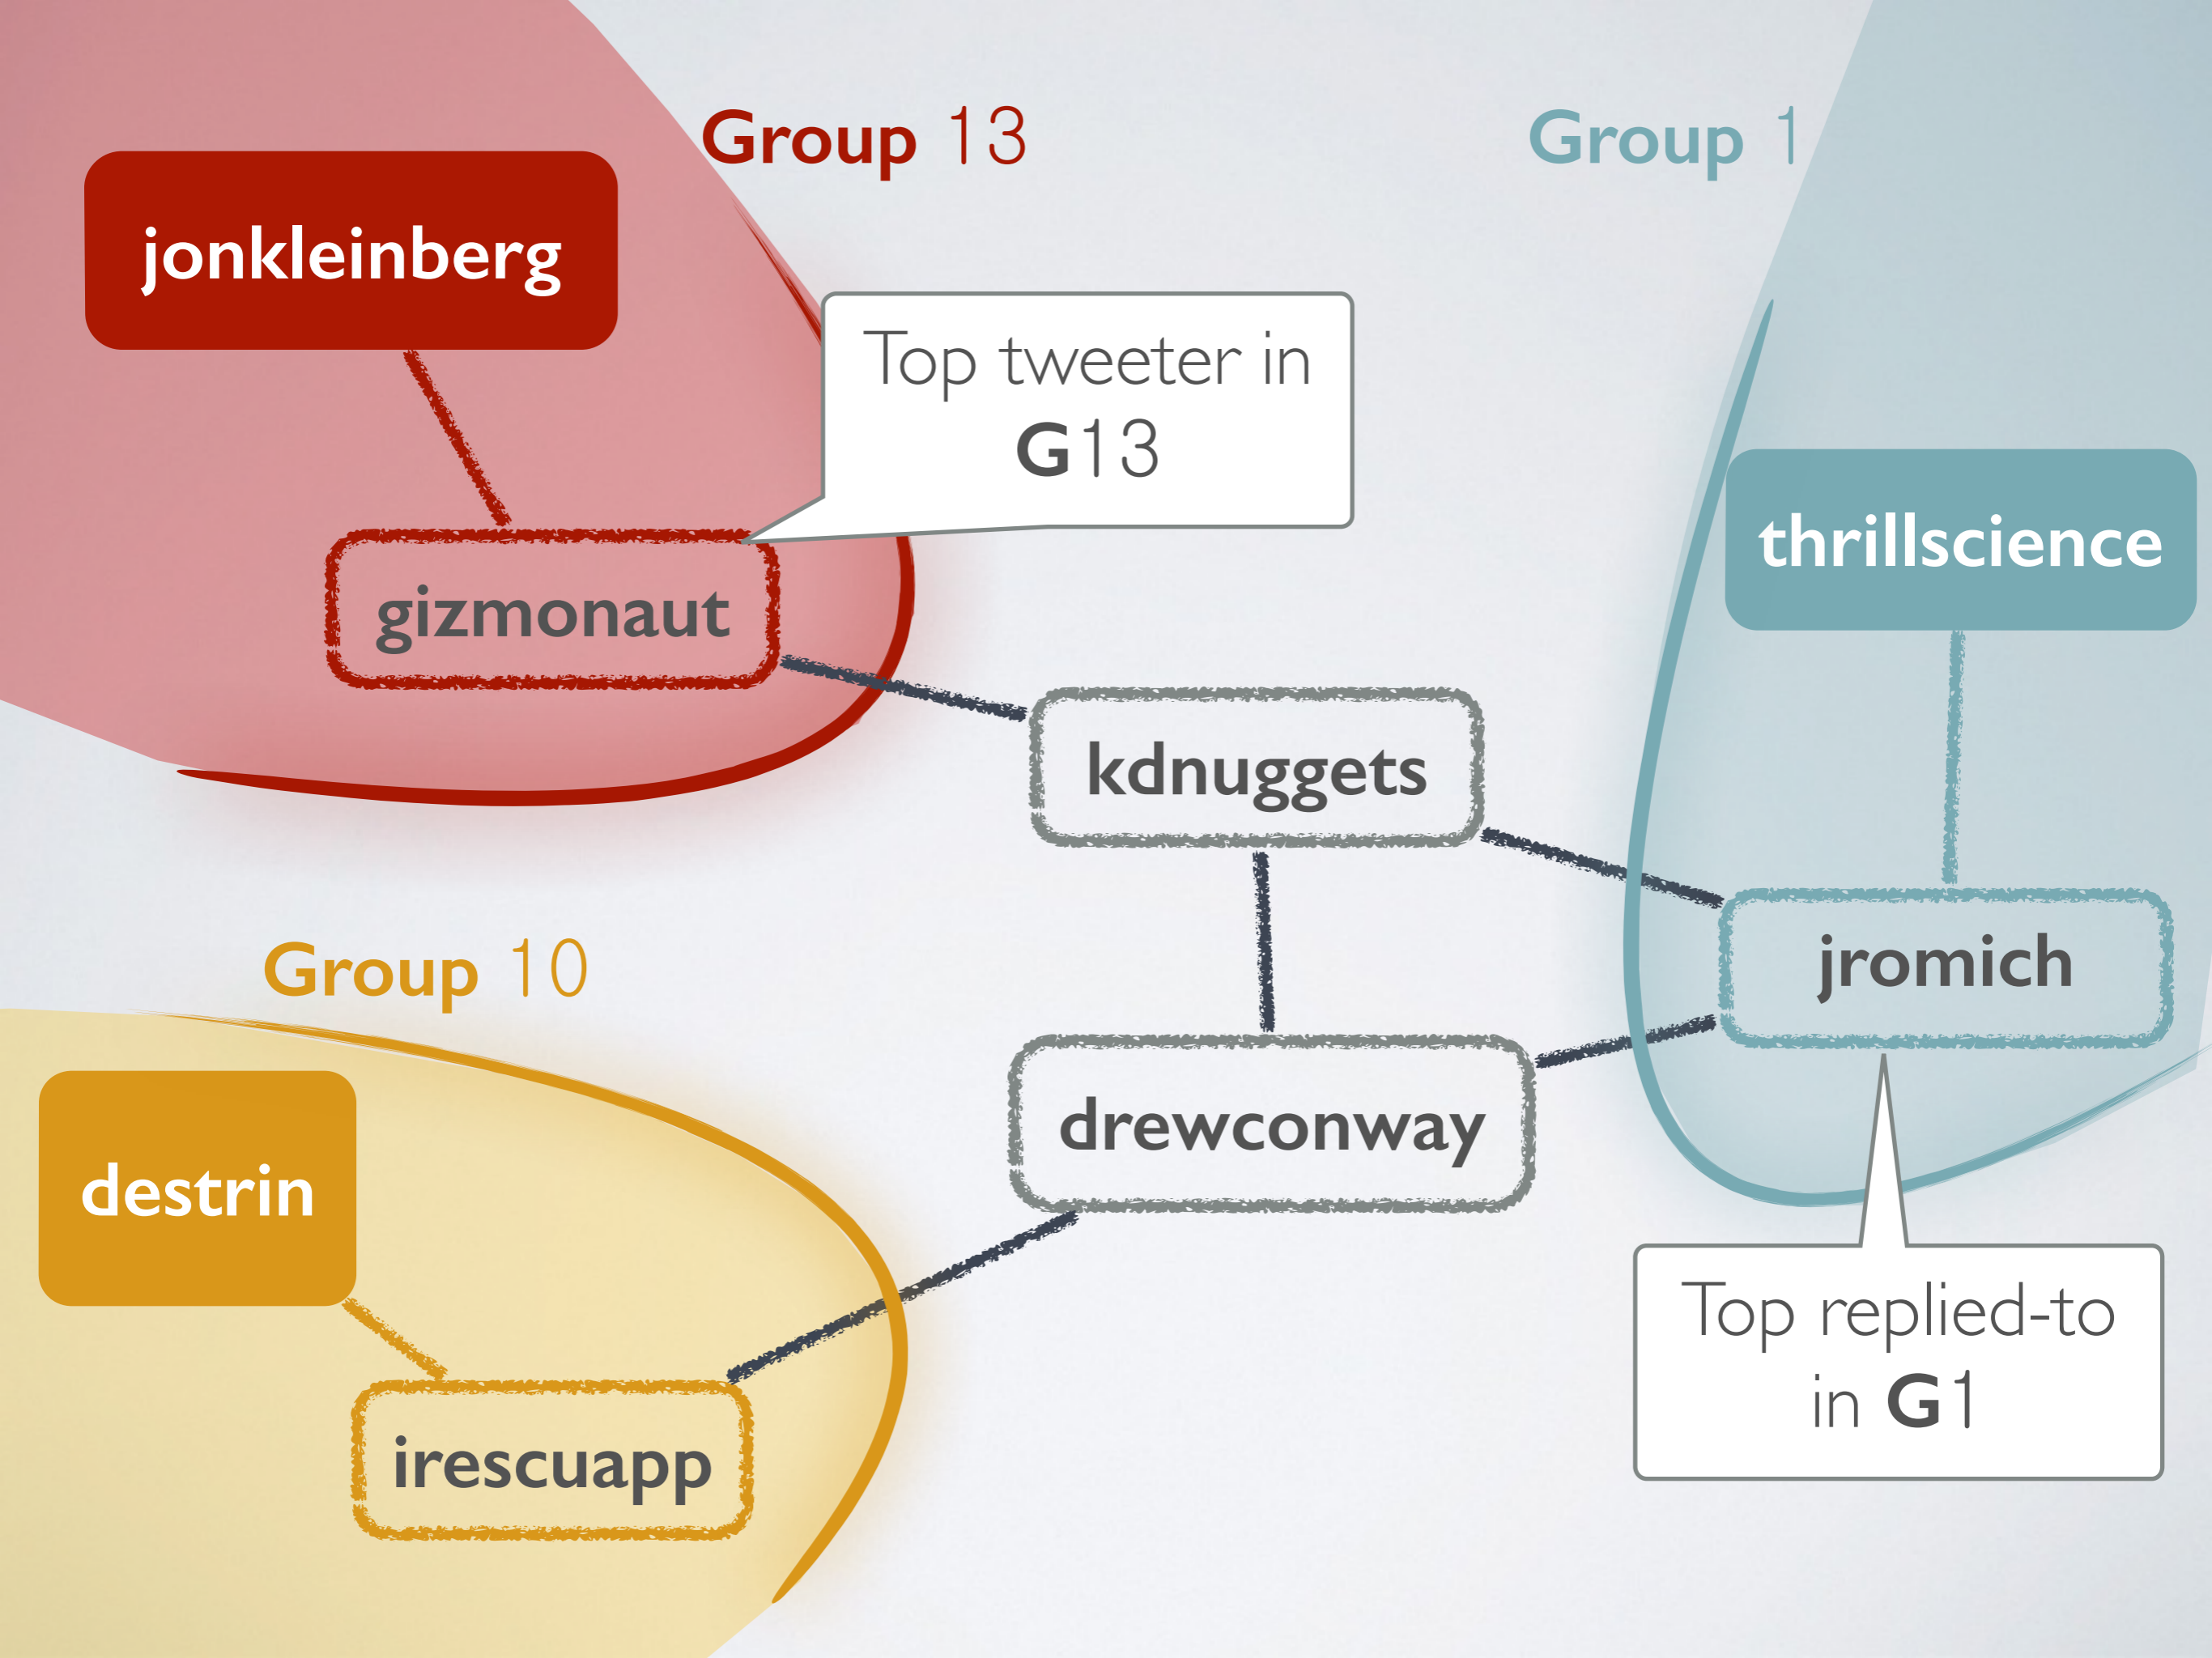 Group 13
Group 1
jonkleinberg
Top tweeter in
G13
thrillscience
gizmonaut
kdnuggets
jromich
Group 10
drewconway
destrin
Top replied-to
in G1
irescuapp